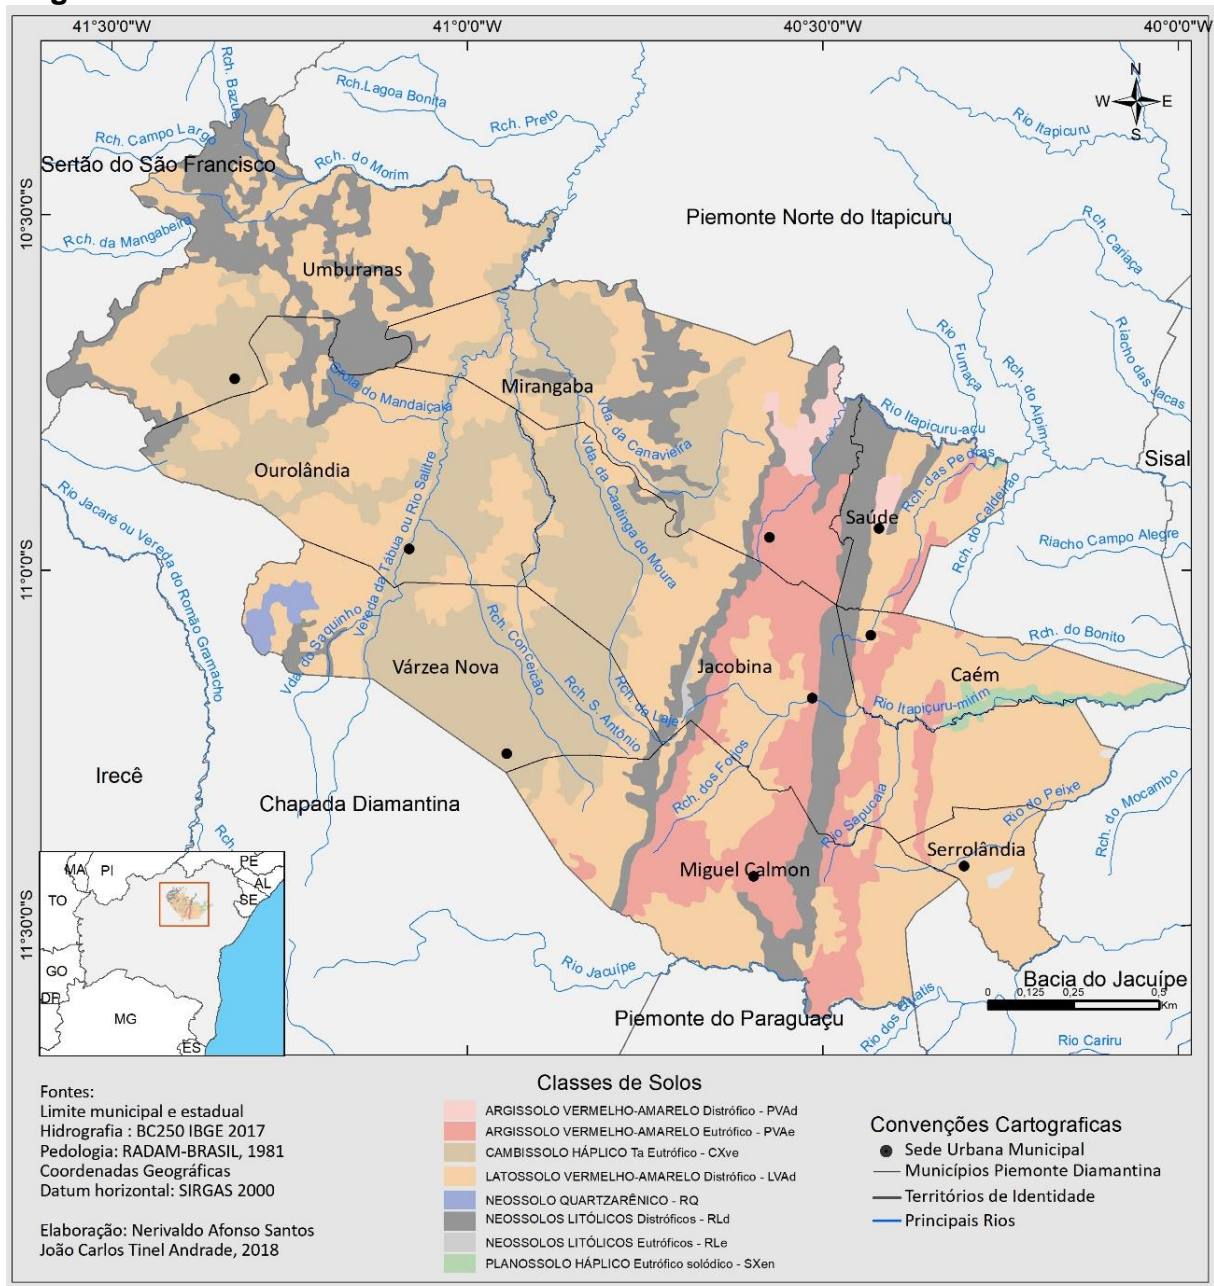 41°30'0"W
41°0'0"W
40°30'0"W
40°0'0"W
10°30'0"S
11°0'0"S
11°30'0"S
N
W
E
S
Rch. Bazua
Rch.Lagoa Bonita
Rch. Preto
Rio Itapicuru
Rch. Campo Largo
Sertão do São Francisco
Rch. do Morim
Rch. da Mangabeira
Piemonte Norte do Itapicuru
Rch. Cariaça
Umburanas
Riacho das Jacas
Rio Fumaça
Rch. do Alpim
Mirangaba
Rio Itapicuru-açu
Vda. da Canavieira
Rch. das Pedras
Sisal
Ourolândia
Vereda da Tábua ou Rio Salitre
Vda. da Caatinga do Moura
Rch. do Caldeirão
Saúde
Riacho Campo Alegre
Rio Jacaré ou Vereda do Romão Gramacho
Vda. do Saquinho
Rch. Conceição
Rch. do Bonito
Várzea Nova
Jacobina
Caém
Rch. S. Antônio
Rch. da Laje
Rio Itapiçuru-mirim
Irecê
Chapada Diamantina
Rch.
Rio Sapucaia
Rio do Peixe
Rch. do Mocambo
Miguel Calmon
Serrolândia
Rio Jacuípe
Bacia do Jacuípe
Piemonte do Paraguaçu
Rio Cariru
0 0,125 0,25 0,5
Km
MA
PI
PE
AL
SE
TO
GO
DF
MG
ES
Fontes:
Limite municipal e estadual
Hidrografia : BC250 IBGE 2017
Pedologia: RADAM-BRASIL, 1981
Coordenadas Geográficas
Datum horizontal: SIRGAS 2000
Elaboração: Nerivaldo Afonso Santos
João Carlos Tinel Andrade, 2018
Classes de Solos
ARGISSOLO VERMELHO-AMARELO Distrófico - PVAd
ARGISSOLO VERMELHO-AMARELO Eutrófico - PVAe
CAMBISSOLO HÁPLICO Ta Eutrófico - CXve
LATOSSOLO VERMELHO-AMARELO Distrófico - LVAd
NEOSSOLO QUARTZARÊNICO - RQ
NEOSSOLOS LITÓLICOS Distróficos - RLd
NEOSSOLOS LITÓLICOS Eutróficos - RLe
PLANOSSOLO HÁPLICO Eutrófico solódico - SXen
Convenções Cartograficas
Sede Urbana Municipal
Municípios Piemonte Diamantina
Territórios de Identidade
Principais Rios